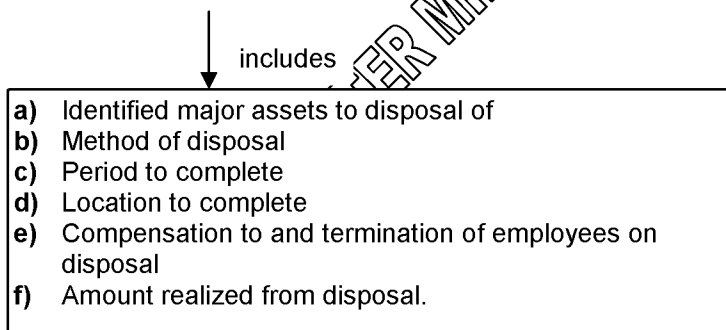 includes
a) Identified major assets to disposal of
b) Method of disposal
c) Period to complete
d) Location to complete
e) Compensation to and termination of employees on
disposal
f) Amount realized from disposal.